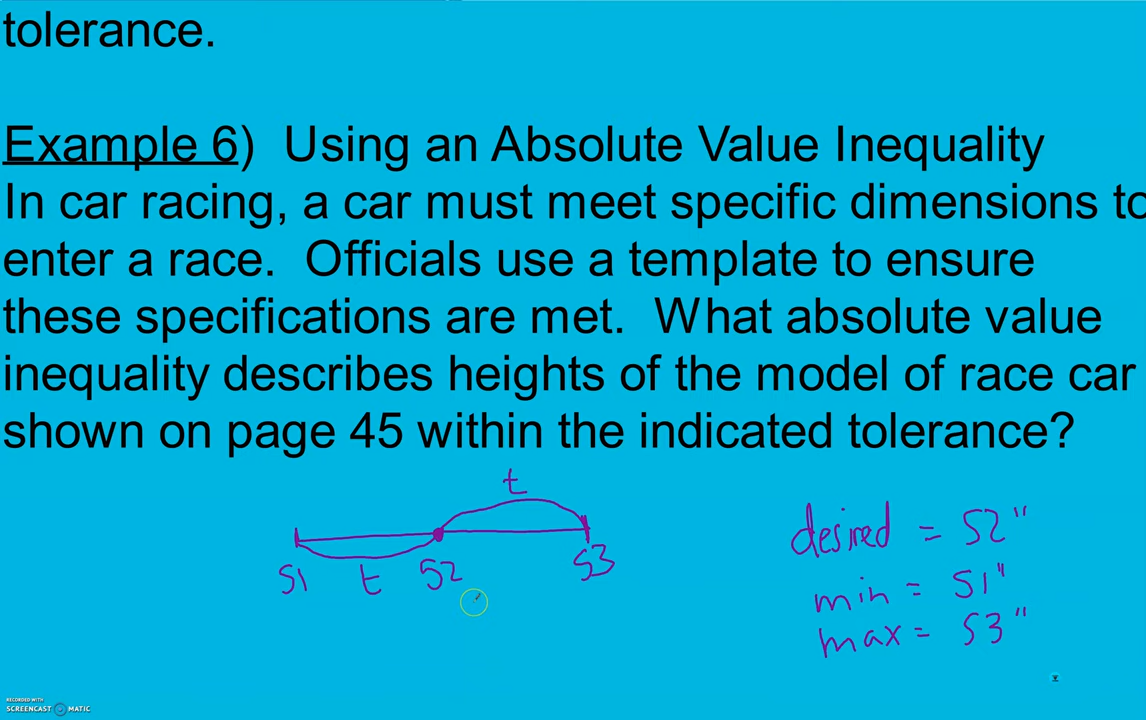 tolerance.
Example 6) Using an Absolute Value Inequality
In car racing, a car must meet specific dimensions to
enter a race. Officials use a template to ensure
these specifications are met. What absolute value
inequality describes heights of the model of race car
shown on page 45 within the indicated tolerance?
t
51 t 52 53
desired = 52"
min = 51"
max = 53"
RECORDED WITH
SCREENCAST MATIC